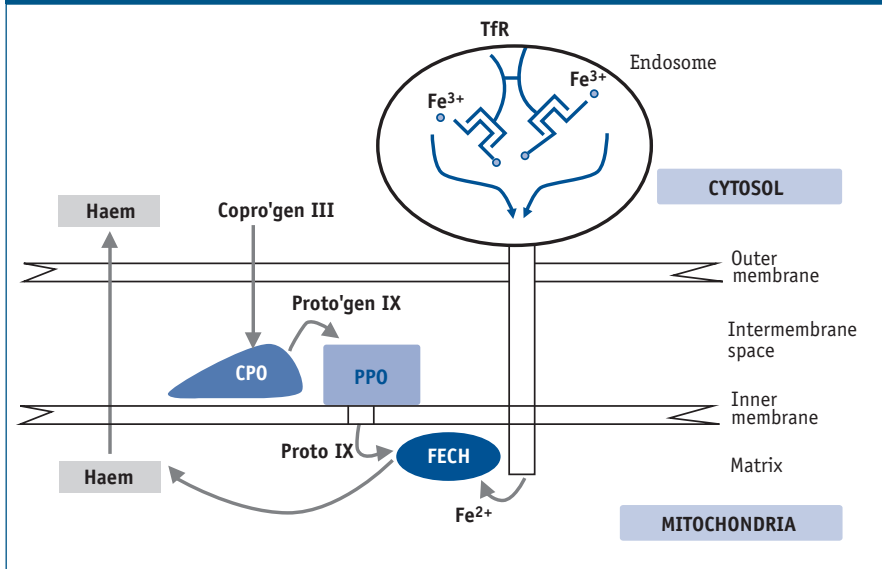 TfR
Endosome
Fe3+
Fe3+
CYTOSOL
Haem
Copro'gen III
Outer
membrane
Proto'gen IX
Intermembrane
space
CPO
PPO
Inner
membrane
Proto IX
FECH
Matrix
Haem
Fe2+
MITOCHONDRIA